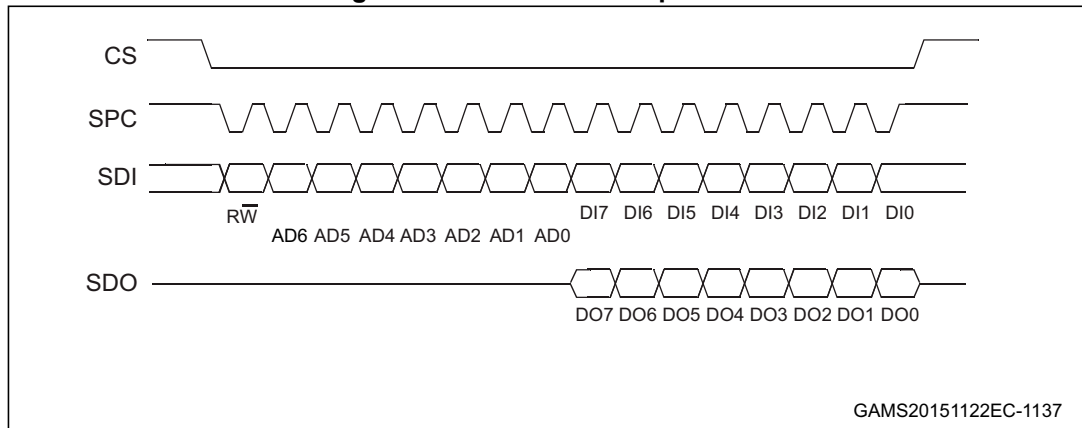 CS
SPC
SDI
RW̅
DI7 DI6 DI5 DI4 DI3 DI2 DI1 DI0
AD6 AD5 AD4 AD3 AD2 AD1 AD0
SDO
DO7 DO6 DO5 DO4 DO3 DO2 DO1 DO0
GAMS20151122EC-1137